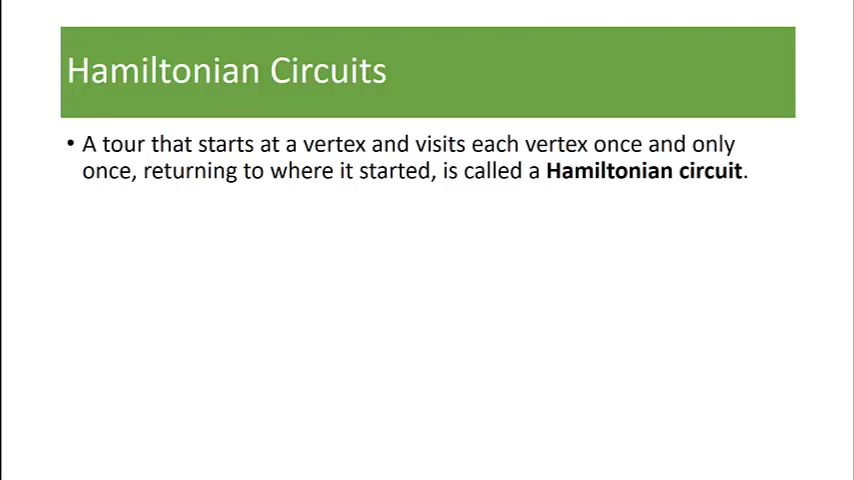 Hamiltonian Circuits
• A tour that starts at a vertex and visits each vertex once and only
once, returning to where it started, is called a Hamiltonian circuit.